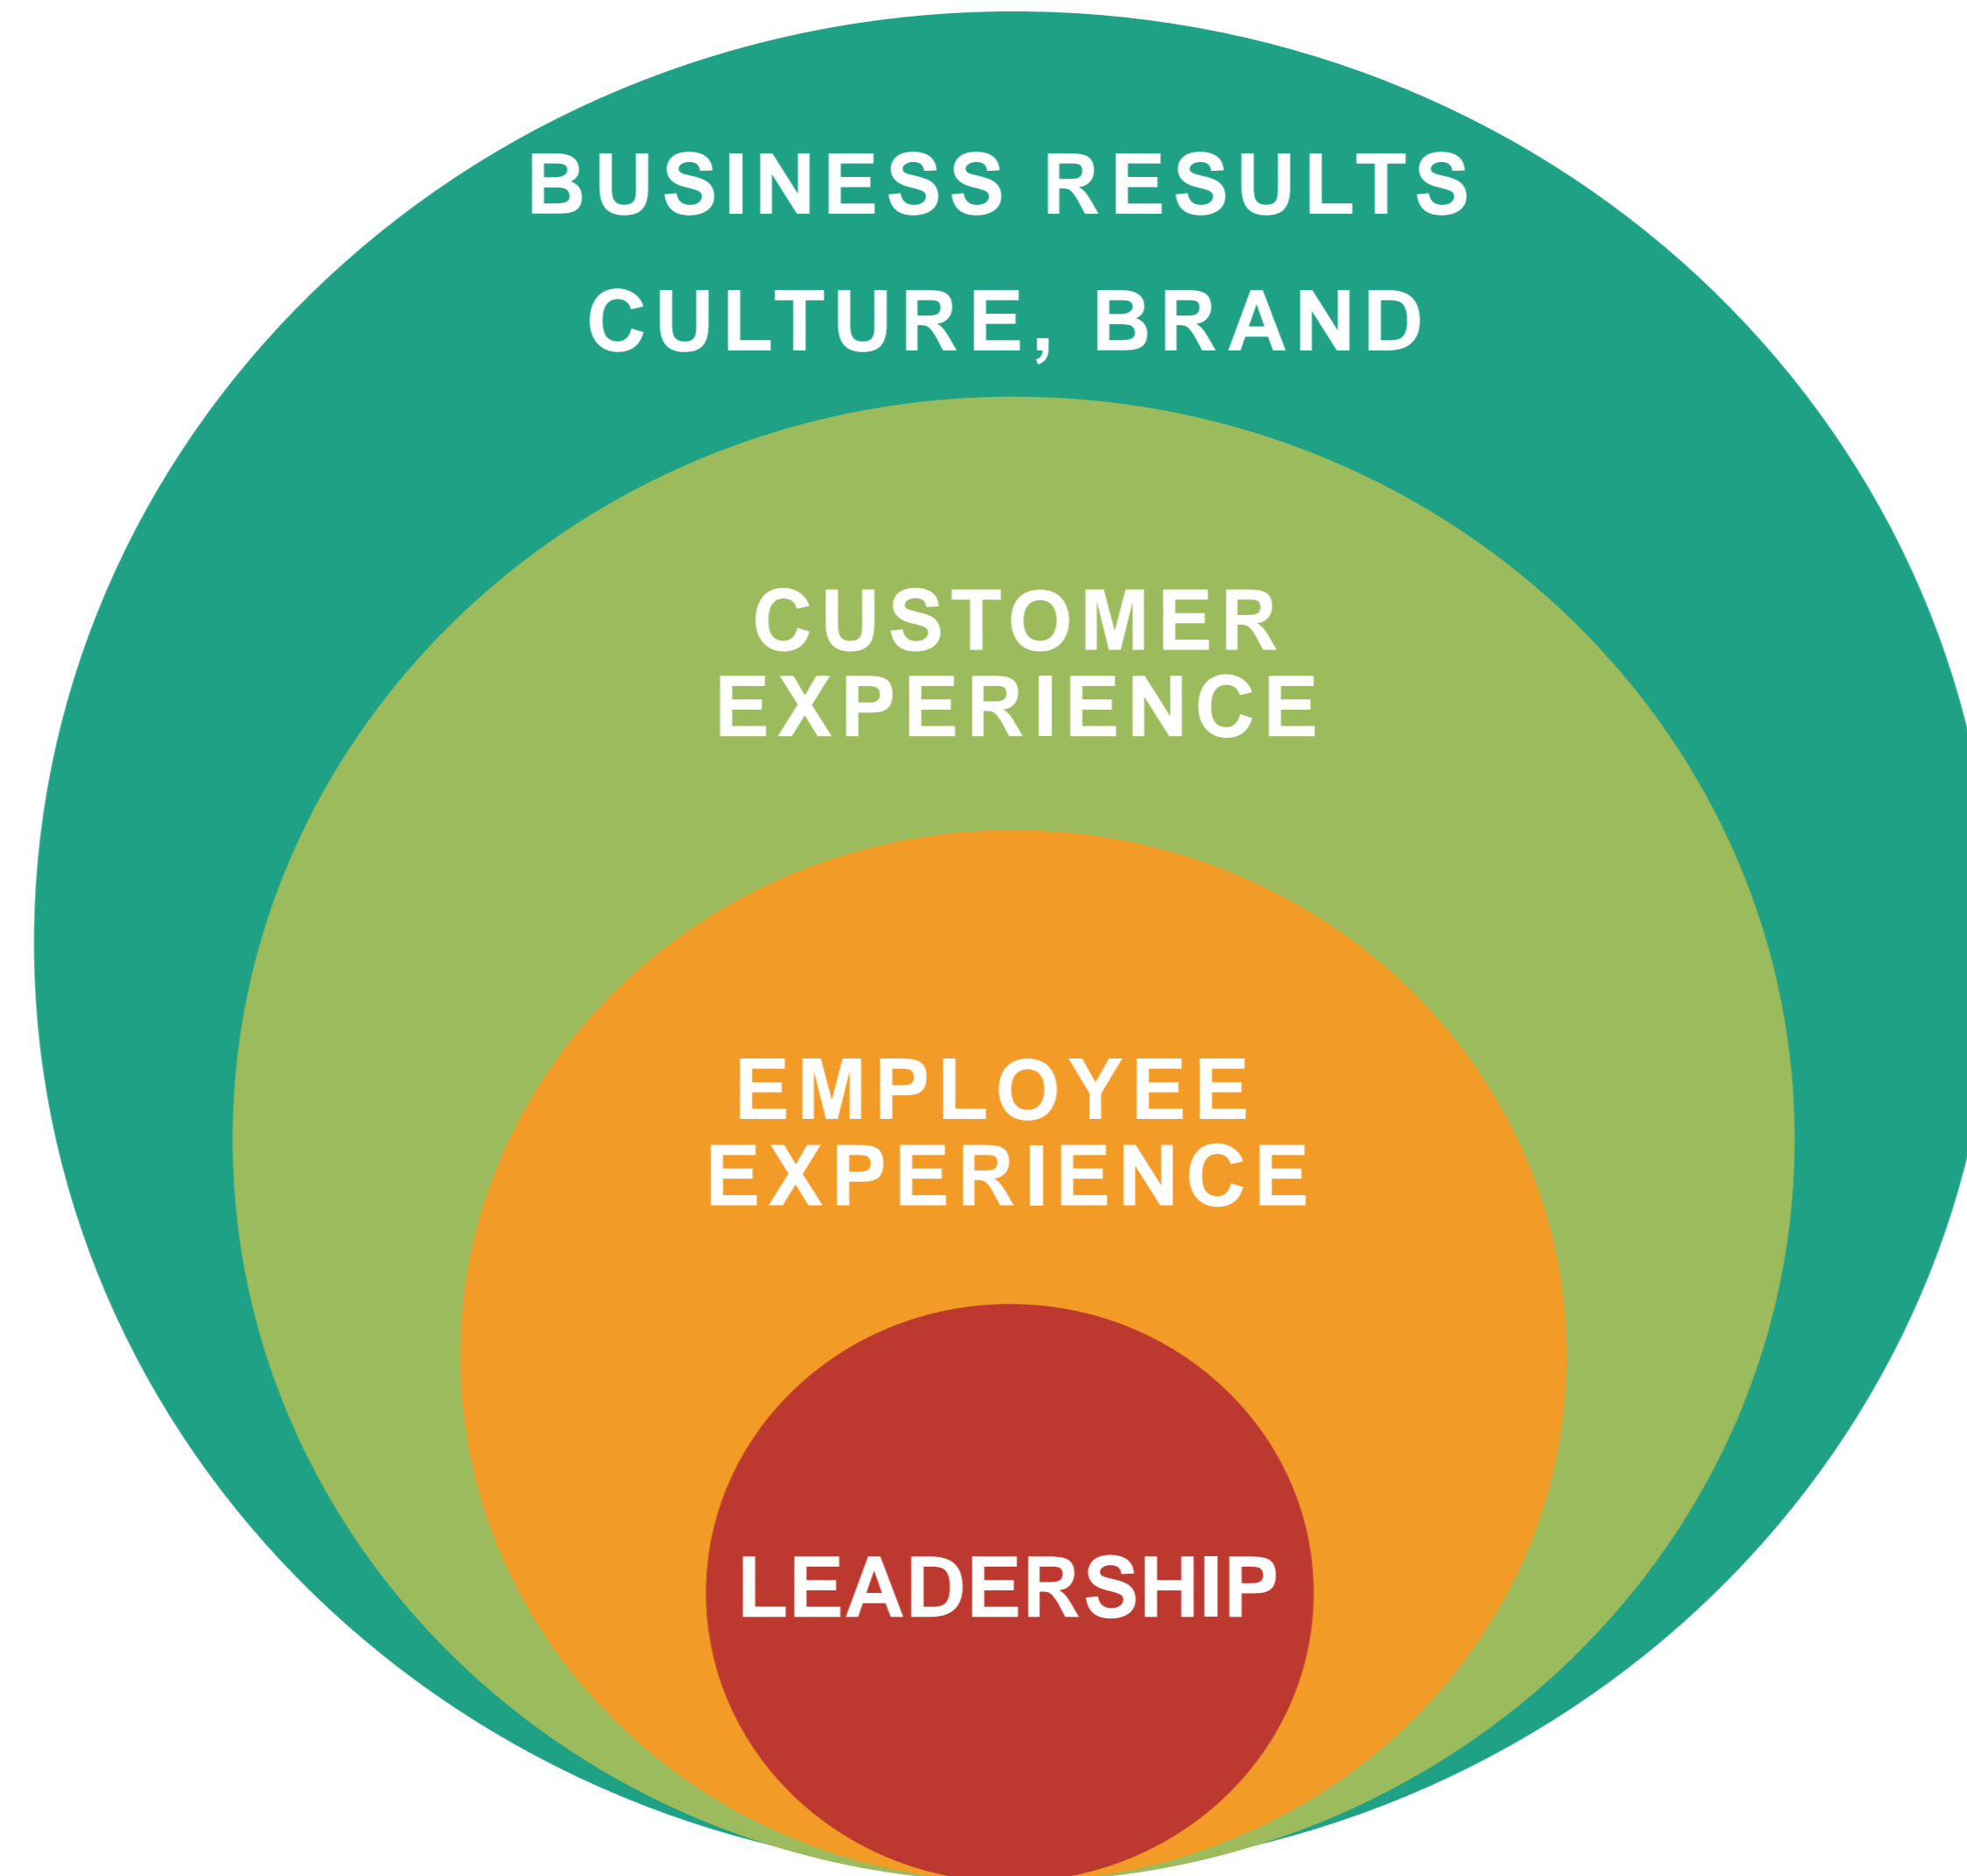 BUSINESS RESULTS
CULTURE, BRAND
CUSTOMER
EXPERIENCE
EMPLOYEE
EXPERIENCE
LEADERSHIP